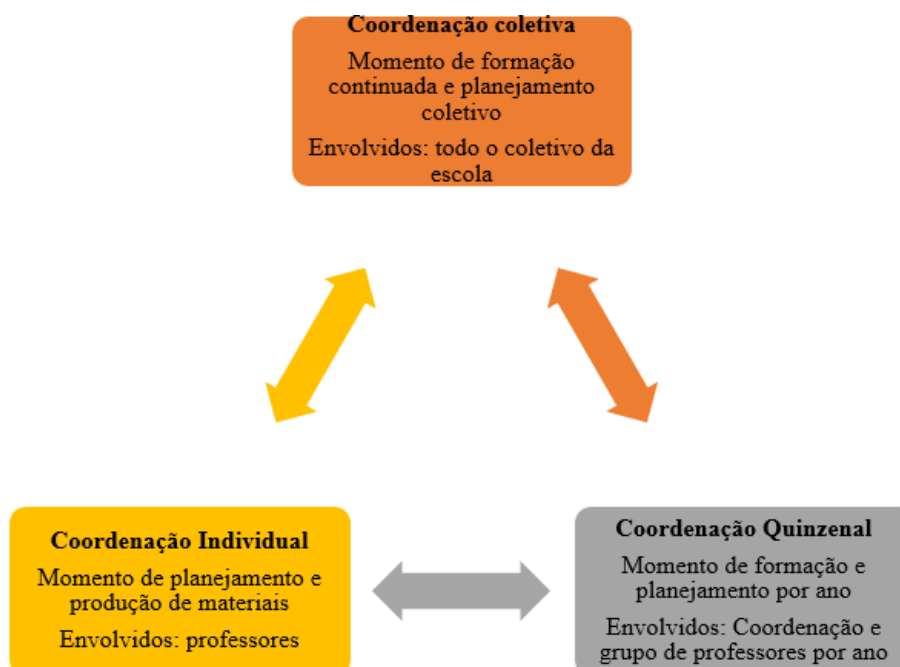 Coordenação coletiva
Momento de formação
continuada e planejamento
coletivo
Envolvidos: todo o coletivo da
escola
Coordenação Individual
Momento de planejamento e
produção de materiais
Envolvidos: professores
Coordenação Quinzenal
Momento de formação e
planejamento por ano
Envolvidos: Coordenação e
grupo de professores por ano